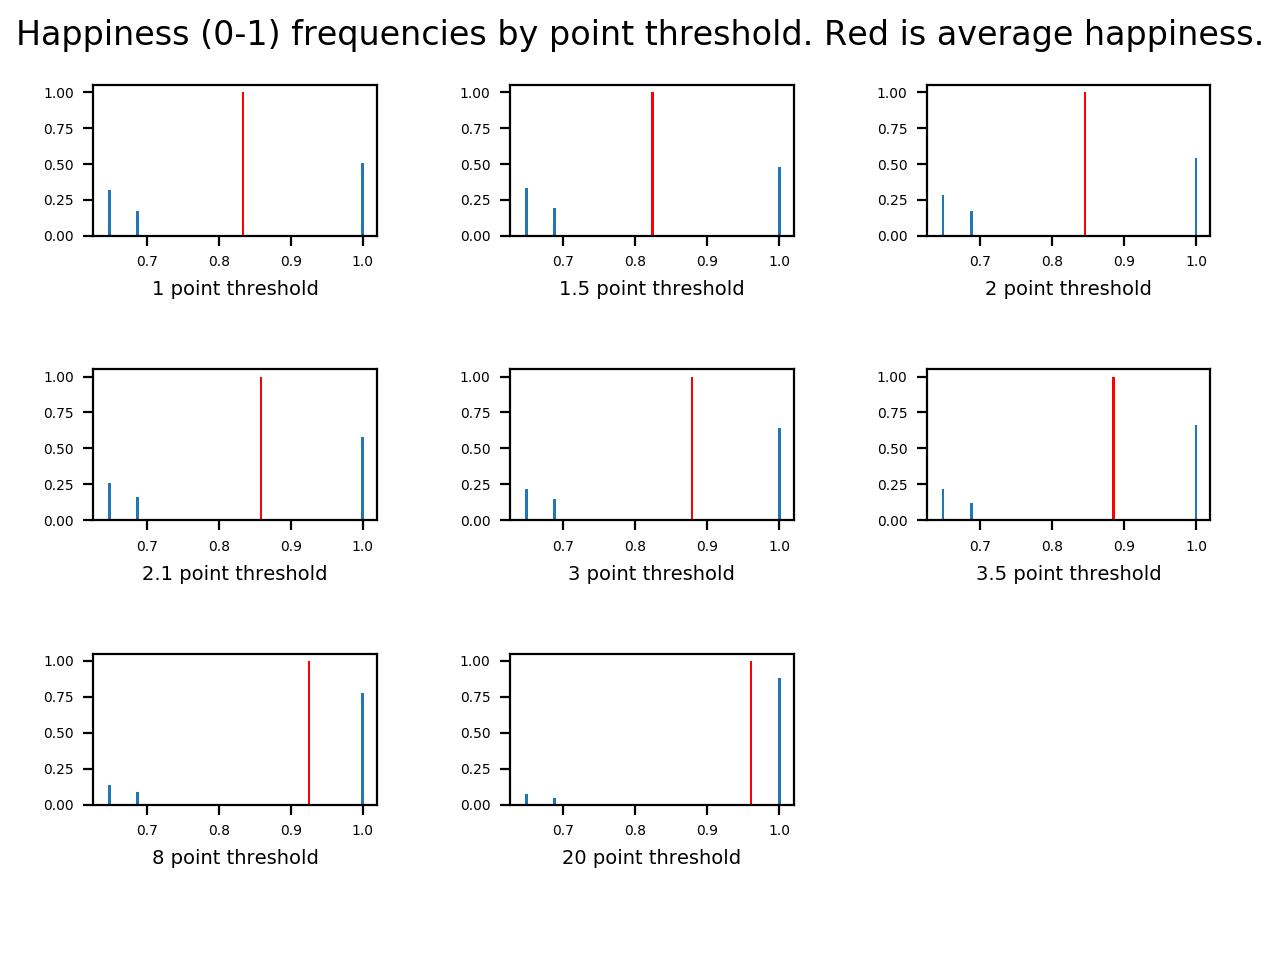 Happiness (0-1) frequencies by point threshold. Red is average happiness.
1.00 1.00 1.00
0.75 0.75 0.75
0.50 0.50 0.50
0.25 0.25 0.25
0.00 0.00 0.00
0.7 0.8 0.9 1.0 0.7 0.8 0.9 1.0 0.7 0.8 0.9 1.0
1 point threshold 1.5 point threshold 2 point threshold
1.00 1.00 1.00
0.75 0.75 0.75
0.50 0.50 0.50
0.25 0.25 0.25
0.00 0.00 0.00
0.7 0.8 0.9 1.0 0.7 0.8 0.9 1.0 0.7 0.8 0.9 1.0
2.1 point threshold 3 point threshold 3.5 point threshold
1.00 1.00
0.75 0.75
0.50 0.50
0.25 0.25
0.00 0.00
0.7 0.8 0.9 1.0 0.7 0.8 0.9 1.0
8 point threshold 20 point threshold